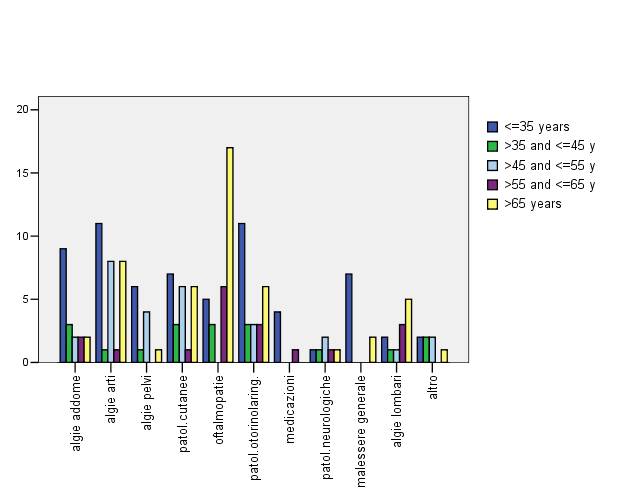 20
15
10
5
0
<=35 years
>35 and <=45 y
>45 and <=55 y
>55 and <=65 y
>65 years
algie addome
algie arti
algie pelvi
patol.cutanee
oftalmopatie
patol.otorinolaring.
medicazioni
patol.neurologiche
malessere generale
algie lombari
altro